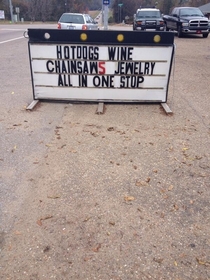 HOTDOGS WINE
CHAINSAWS JEWELRY
ALL IN ONE STOP